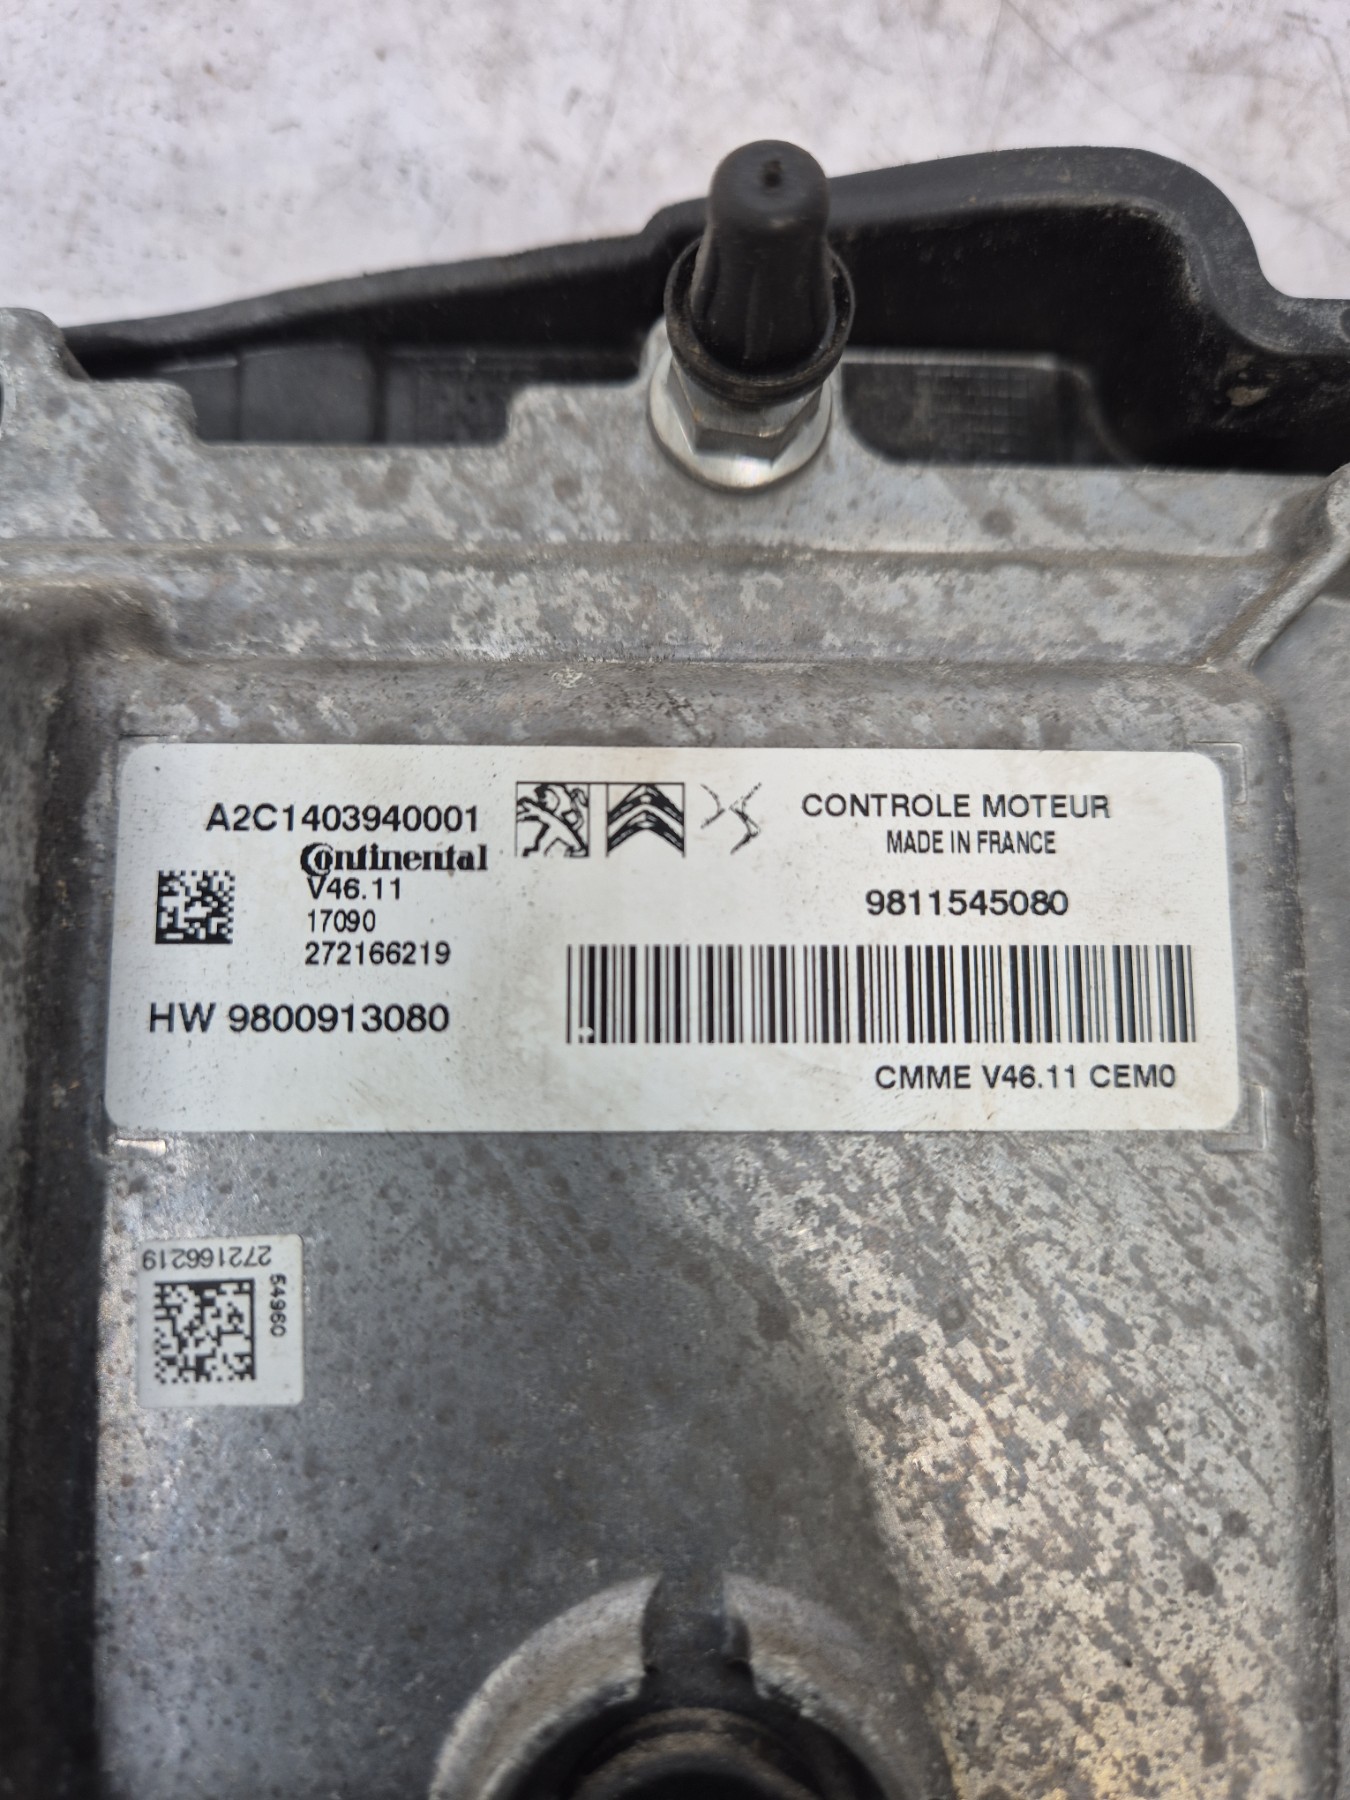 A2C1403940001
Continental
V46.11
17090
272166219
HW 9800913080
CONTROLE MOTEUR
MADE IN FRANCE
9811545080
CMME V46.11 CEM0
272166219
54960